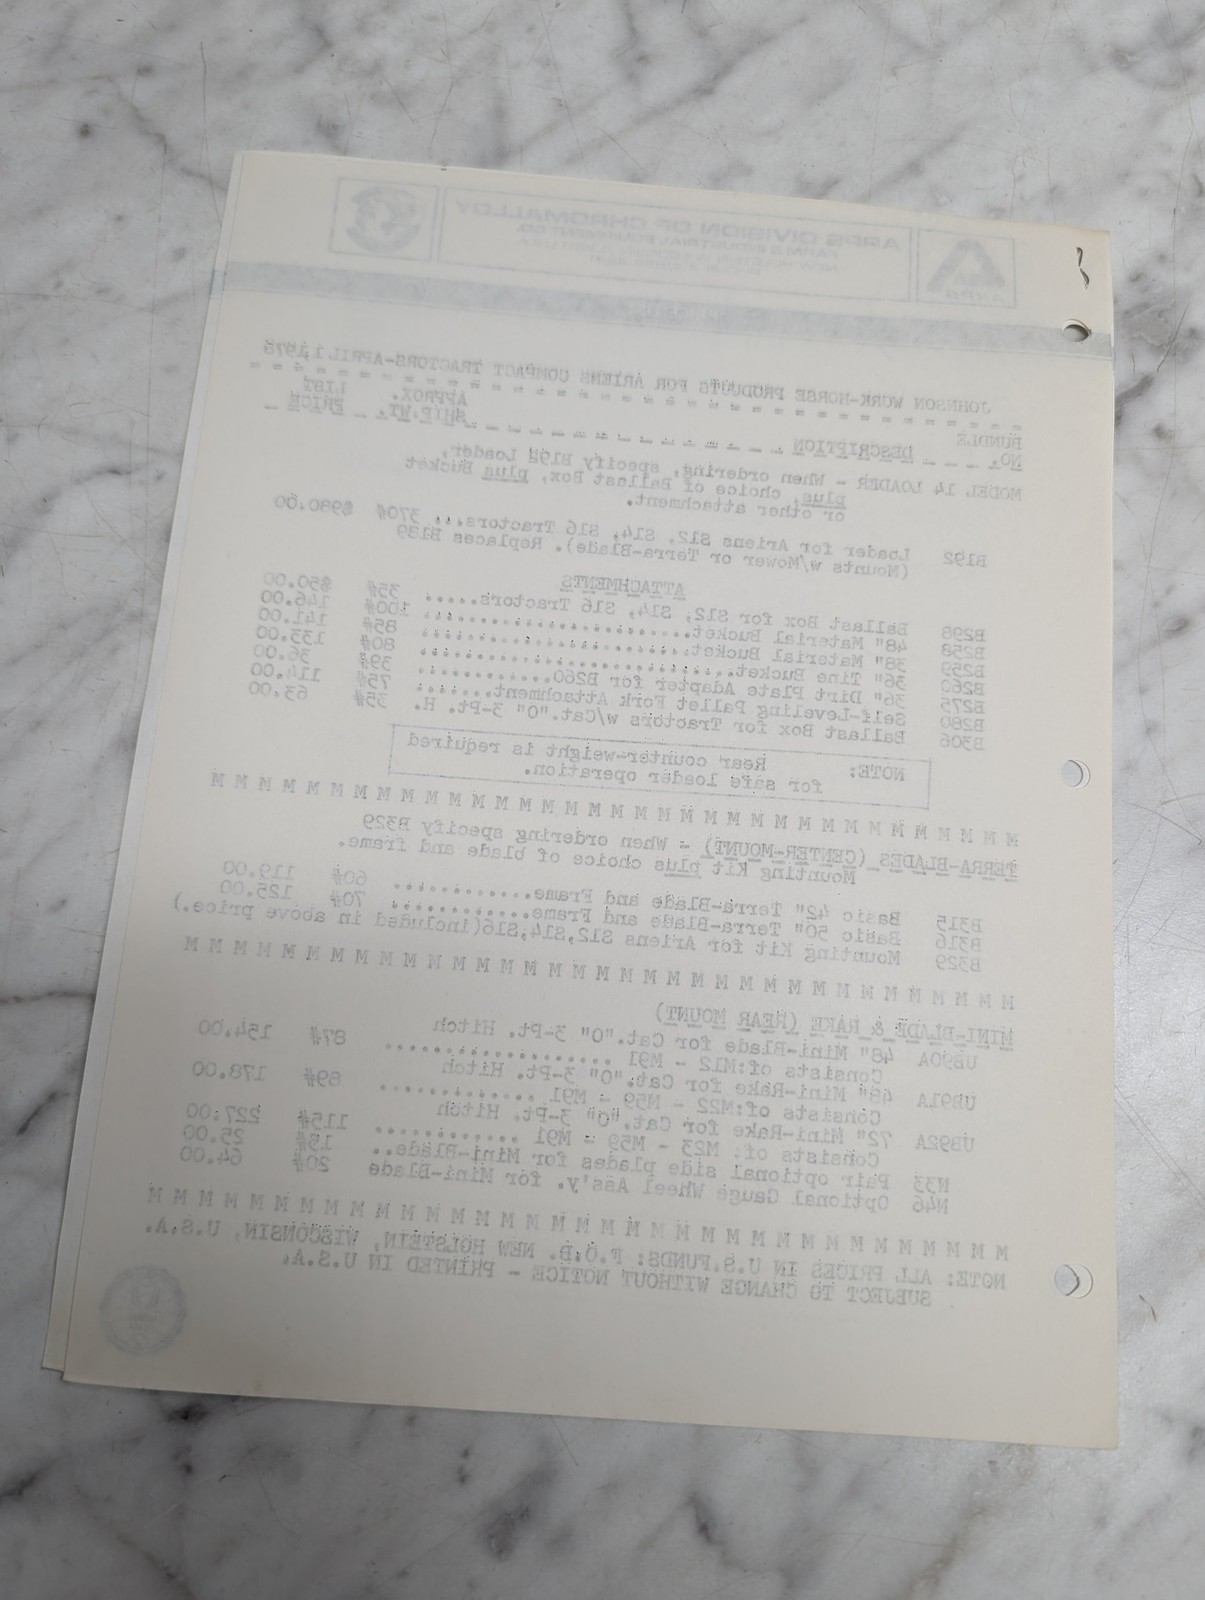 ARPS DIVISION OF CHROMALLOY
FARM & INDUSTRIAL EQUIPMENT CO.
ARPS
JOHNSON WORK-HORSE PRODUCTS FOR ARIENS COMPACT TRACTORS-APRIL 1, 1978
BUNDLE APPROX. LIST
NO. DESCRIPTION SHIP.WT. PRICE
MODEL 14 LOADER - When ordering, specify B192 Loader,
plus, choice of Ballast Box, plus Bucket
or other attachment.
B192 Loader for Ariens S12, S14, S16 Tractors... 370# $980.00
(Mounts w/Mower or Terra-Blade). Replaces B189
ATTACHMENTS
B296 Ballast Box for S12, S14, S16 Tractors..... 35# $50.00
B258 48" Material Bucket........................ 100# 146.00
B259 38" Material Bucket........................ 85# 141.00
B260 36" Tine Bucket............................ 80# 133.00
B275 36" Dirt Plate Adapter for B260............ 39# 36.00
B280 Self-Leveling Pallet Fork Attachment....... 75# 114.00
B306 Ballast Box for Tractors w/Cat."0" 3-Pt. H. 35# 63.00
NOTE: Rear counter-weight is required
for safe loader operation.
M M M M M M M M M M M M M M M M M M M M M M M M M M M M M M
TERRA-BLADES (CENTER-MOUNT) - When ordering specify B329
Mounting Kit plus choice of blade and frame.
B315 Basic 42" Terra-Blade and Frame............ 60# 119.00
B316 Basic 50" Terra-Blade and Frame............ 70# 125.00
B329 Mounting Kit for Ariens S12,S14,S16(included in above price.)
M M M M M M M M M M M M M M M M M M M M M M M M M M M M M M
MINI-BLADE & RAKE (REAR MOUNT)
UB90A 48" Mini-Blade for Cat."0" 3-Pt. Hitch
Consists of:M12 - M91 .................. 87# 154.00
UB91A 48" Mini-Rake for Cat."0" 3-Pt. Hitch
Consists of:M22 - M59 - M91 ............ 89# 178.00
UB92A 72" Mini-Rake for Cat."0" 3-Pt. Hitch
Consists of: M23 - M59 - M91 ........... 115# 227.00
N33 Pair optional side plates for Mini-Blade.. 15# 25.00
N46 Optional Gauge Wheel Ass'y. for Mini-Blade 20# 64.00
M M M M M M M M M M M M M M M M M M M M M M M M M M M M M M
NOTE: ALL PRICES IN U.S.FUNDS: F.O.B. NEW HOLSTEIN, WISCONSIN, U.S.A.
SUBJECT TO CHANGE WITHOUT NOTICE - PRINTED IN U.S.A.